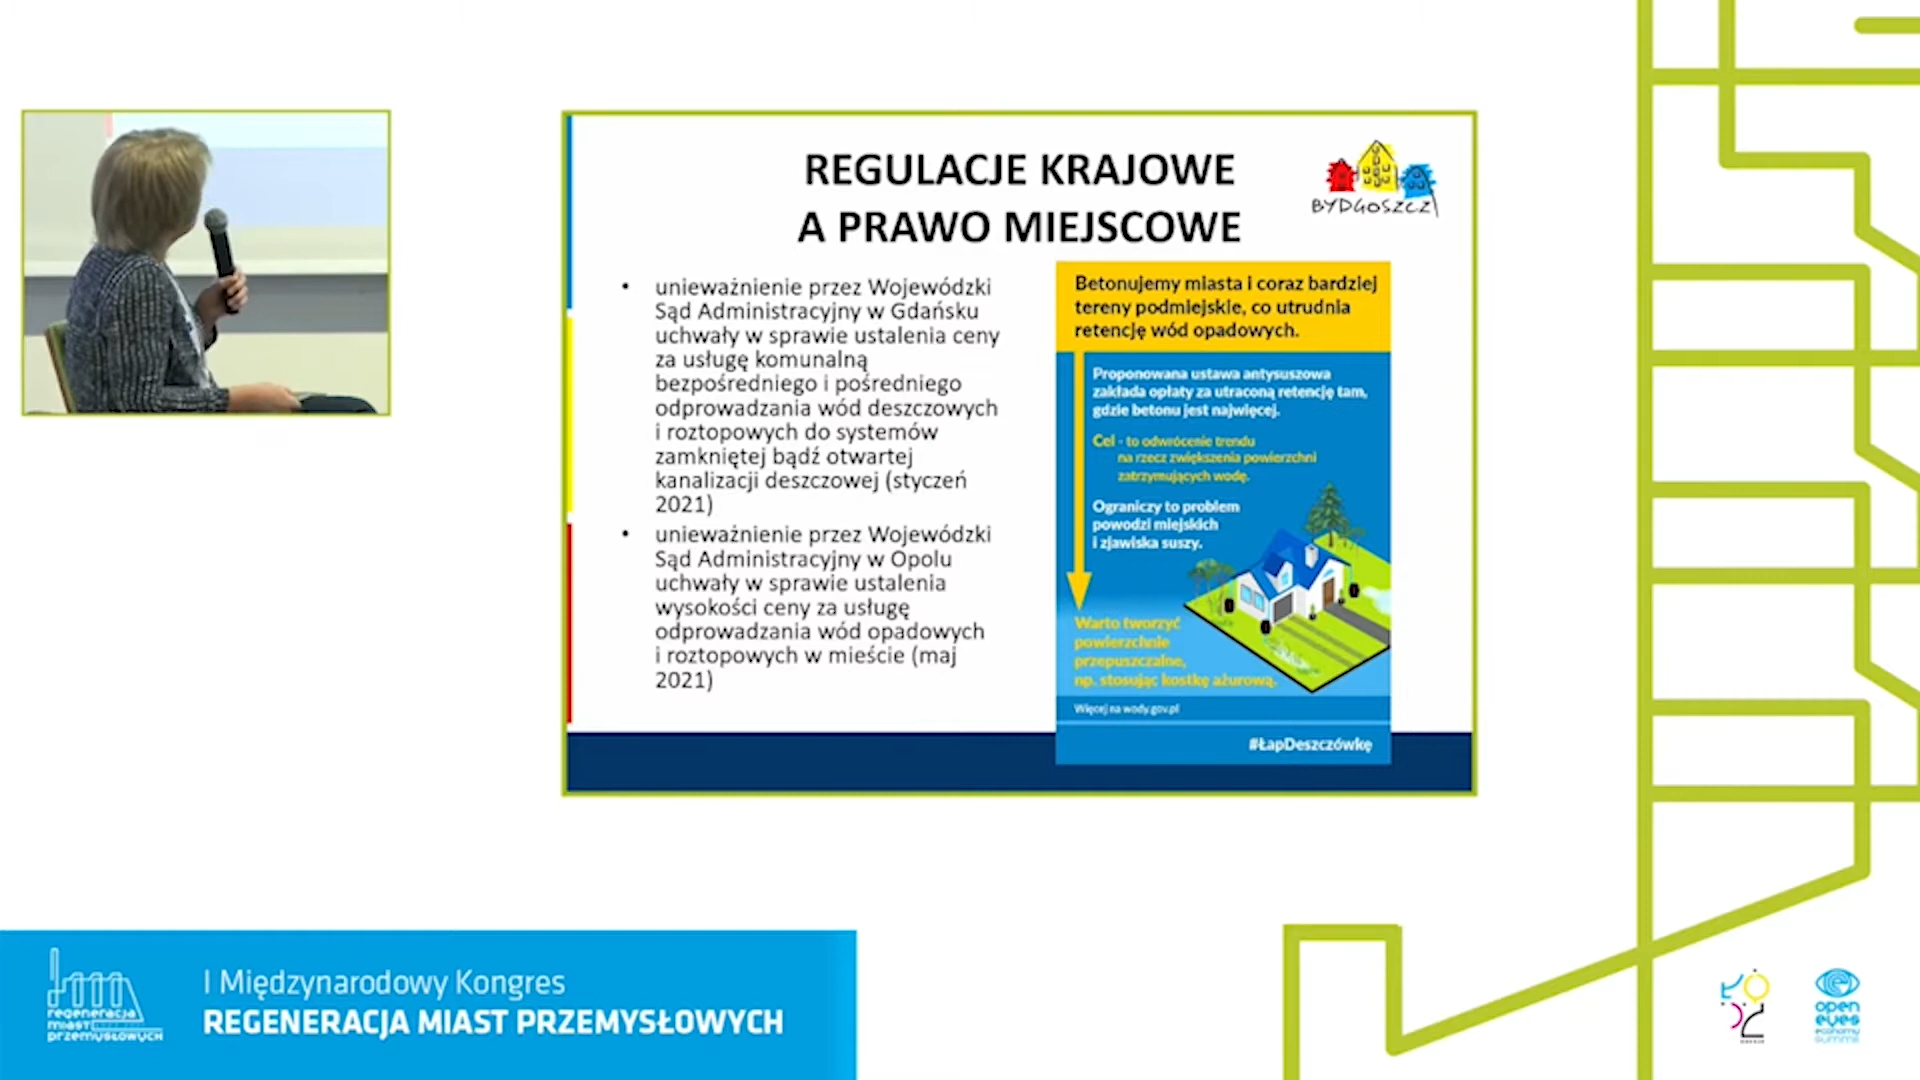 REGULACJE KRAJOWE
A PRAWO MIEJSCOWE
BYDGOSZCZ
• unieważnienie przez Wojewódzki
Sąd Administracyjny w Gdańsku
uchwały w sprawie ustalenia ceny
za usługę komunalną
bezpośredniego i pośredniego
odprowadzania wód deszczowych
i roztopowych do systemów
zamkniętej bądź otwartej
kanalizacji deszczowej (styczeń
2021)
• unieważnienie przez Wojewódzki
Sąd Administracyjny w Opolu
uchwały w sprawie ustalenia
wysokości ceny za usługę
odprowadzania wód opadowych
i roztopowych w mieście (maj
2021)
Betonujemy miasta i coraz bardziej
tereny podmiejskie, co utrudnia
retencję wód opadowych.
Proponowana ustawa antysuszowa
zakłada opłaty za utraconą retencję tam,
gdzie betonu jest najwięcej.
Cel - to odwrócenie trendu
na rzecz zwiększenia powierzchni
zatrzymujących wodę.
Ograniczy to problem
powodzi miejskich
i zjawiska suszy.
Warto tworzyć
powierzchnie
przepuszczalne,
np. stosując kostkę ażurową.
Więcej na wody.gov.pl
#ŁapDeszczówkę
I Międzynarodowy Kongres
REGENERACJA MIAST PRZEMYSŁOWYCH
regeneracja
miast
przemysłowych
open
eyes
economy
summit